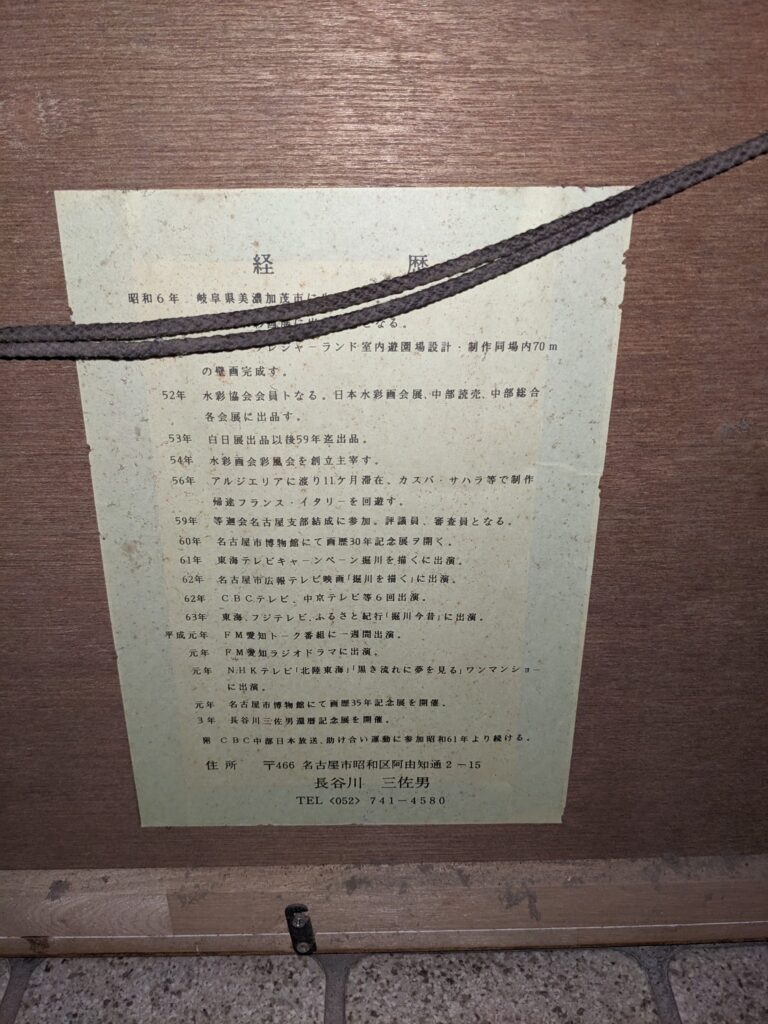 経 歴
昭和6年 岐阜県美濃加茂市に
に出 となる。
レジャーランド室内遊園場設計・制作同場内70m
の壁画完成す。
52年 水彩協会会員トなる。日本水彩画会展、中部読売、中部総合
各会展に出品す。
53年 白日展出品以後59年迄出品。
54年 水彩画会彩風会を創立主宰す。
56年 アルジエリアに渡り11ケ月滞在、カスバ・サハラ等で制作
帰途フランス・イタリーを回遊す。
59年 等迦会名古屋支部結成に参加。評議員、審査員となる。
60年 名古屋市博物館にて画歴30年記念展ヲ開く。
61年 東海テレビキャーンペーン堀川を描くに出演。
62年 名古屋市広報テレビ映画「堀川を描く」に出演。
62年 CBCテレビ、中京テレビ等6回出演。
63年 東海、フジテレビ、ふるさと紀行「堀川今昔」に出演。
平成元年 FM愛知トーク番組に一週間出演。
元年 FM愛知ラジオドラマに出演。
元年 NHKテレビ「北陸東海」「黒き流れに夢を見る」ワンマンショー
に出演。
元年 名古屋市博物館にて画歴35年記念展を開催。
3年 長谷川三佐男還暦記念展を開催。
附 CBC中部日本放送、助け合い運動に参加昭和61年より続ける。
住所 〒466 名古屋市昭和区阿由知通2-15
長谷川 三佐男
TEL〈052〉741-4580